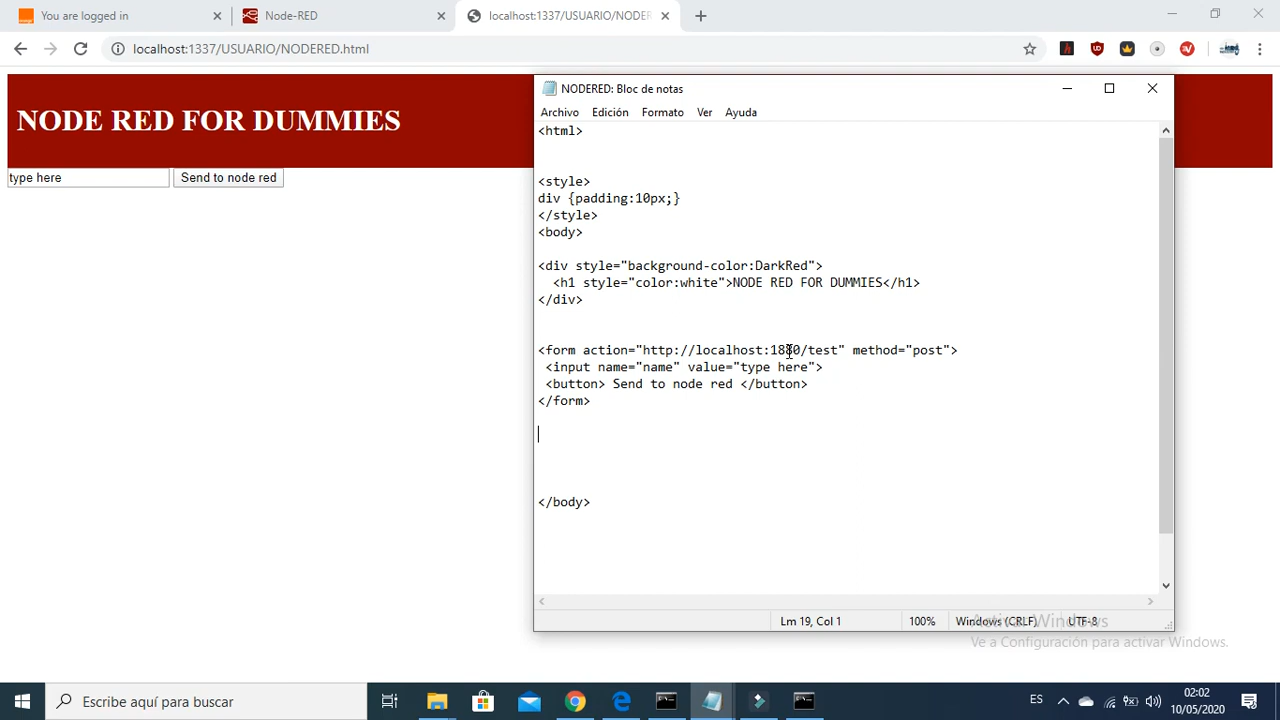 You are logged in
Node-RED
localhost:1337/USUARIO/NODER
localhost:1337/USUARIO/NODERED.html
NODE RED FOR DUMMIES
type here
Send to node red
NODERED: Bloc de notas
Archivo Edición Formato Ver Ayuda
<html>
<style>
div {padding:10px;}
</style>
<body>
<div style="background-color:DarkRed">
<h1 style="color:white">NODE RED FOR DUMMIES</h1>
</div>
<form action="http://localhost:1880/test" method="post">
<input name="name" value="type here">
<button> Send to node red </button>
</form>
</body>
Lm 19, Col 1
100%
Windows (CRLF)
UTF-8
Activar Windows
Ve a Configuración para activar Windows.
Escribe aquí para buscar
ES
02:02
10/05/2020